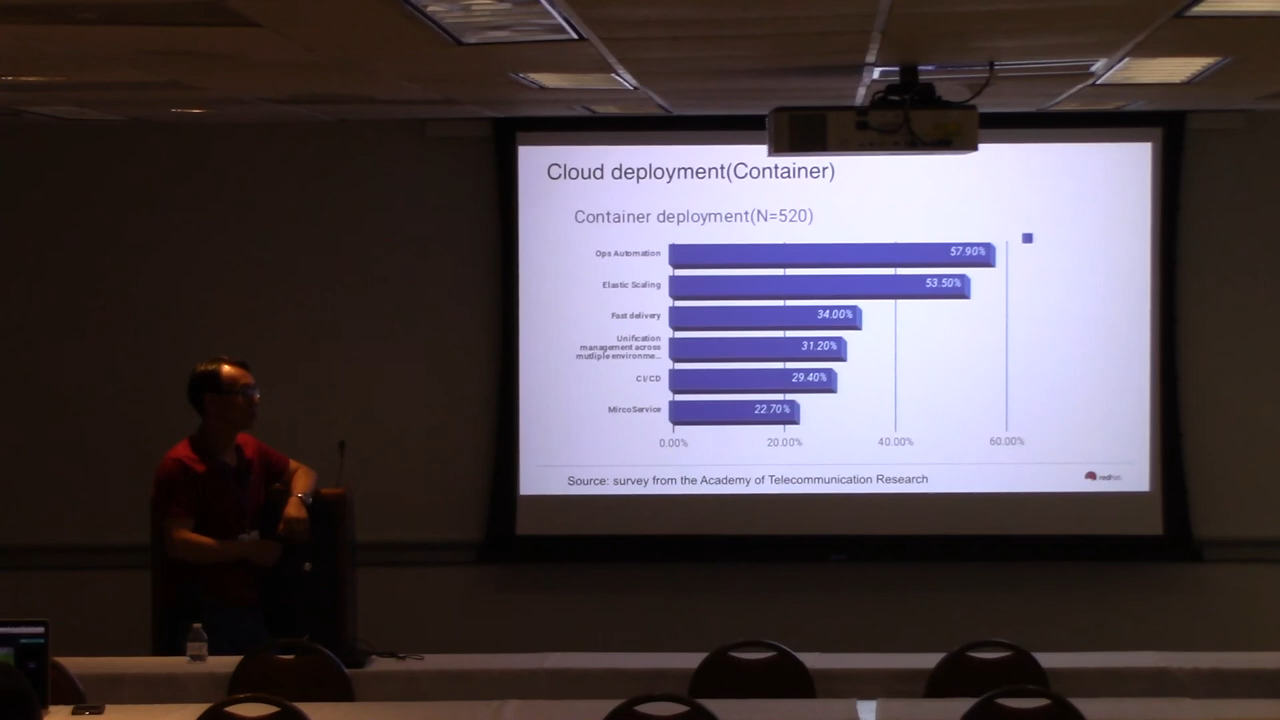 Cloud deployment(Container)
Container deployment(N=520)
Ops Automation
57.90%
Elastic Scaling
53.50%
Fast delivery
34.00%
Unification
management across
mutliple environme...
31.20%
CI/CD
29.40%
MircoService
22.70%
0.00% 20.00% 40.00% 60.00%
Source: survey from the Academy of Telecommunication Research
redhat